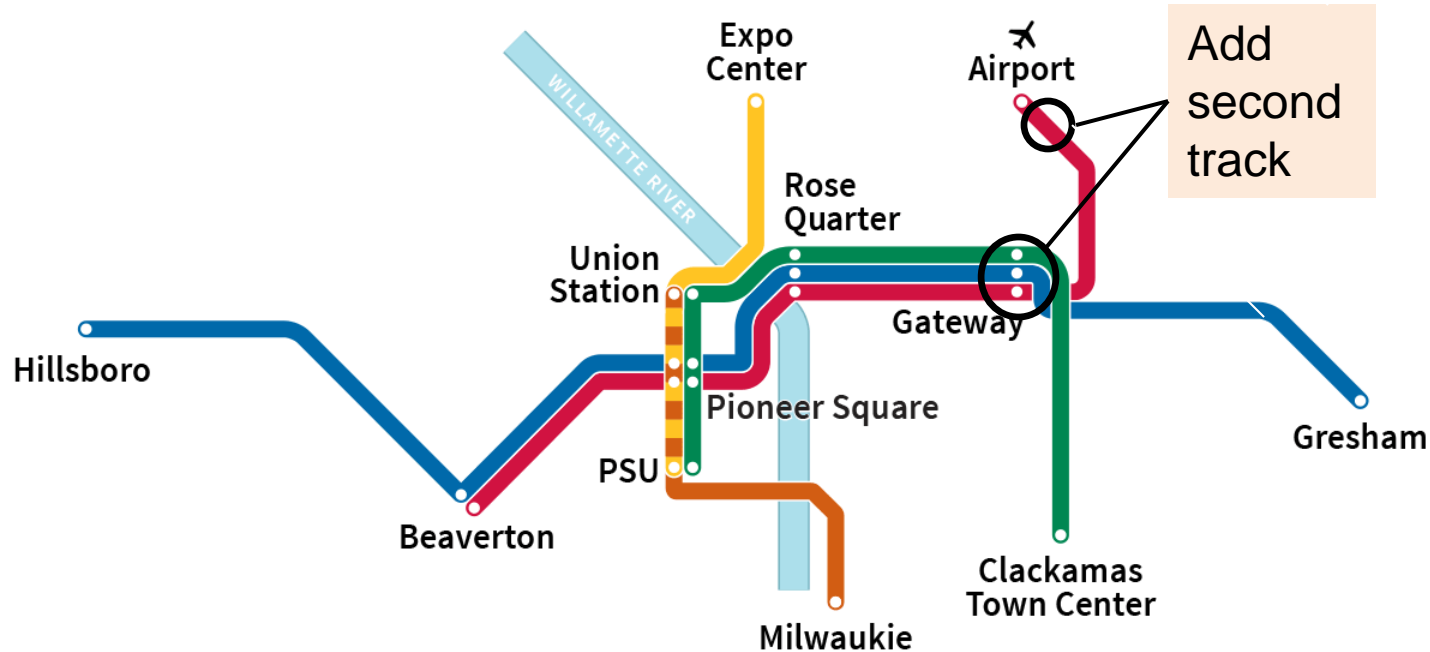 Expo
Center
Airport
Add
second
track
WILLAMETTE RIVER
Rose
Quarter
Union
Station
Gateway
Hillsboro
Pioneer Square
Gresham
PSU
Beaverton
Clackamas
Town Center
Milwaukie